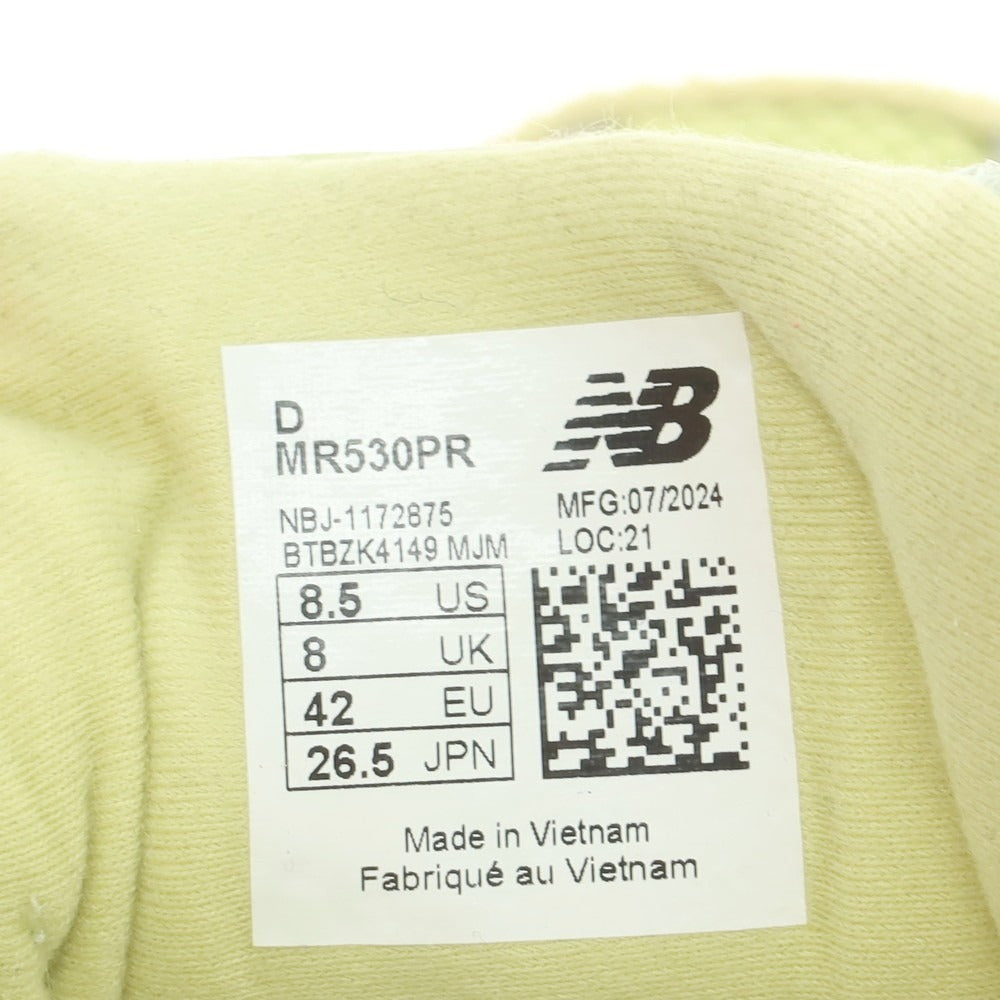 D
MR530PR
NB
NBJ-1172875
BTBZK4149 MJM
MFG:07/2024
LOC:21
8.5 US
8 UK
42 EU
26.5 JPN
Made in Vietnam
Fabriqué au Vietnam